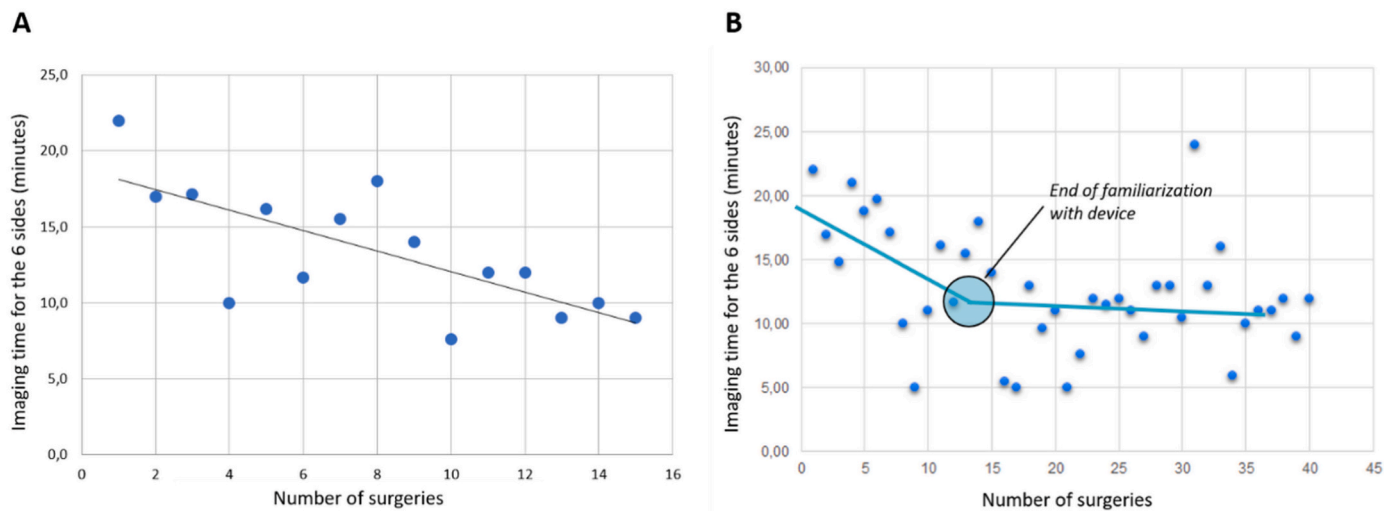 A
B
Imaging time for the 6 sides (minutes)
25,0
20,0
15,0
10,0
5,0
0,0
0 2 4 6 8 10 12 14 16
Number of surgeries
Imaging time for the 6 sides (minutes)
30,00
25,00
20,00
15,00
10,00
5,00
0,00
End of familiarization
with device
0 5 10 15 20 25 30 35 40 45
Number of surgeries